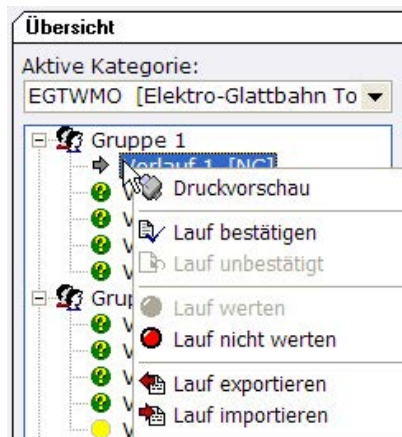 Übersicht
Aktive Kategorie:
EGTWMO [Elektro-Glattbahn To
Gruppe 1
Vorlauf 1 [NC]
Druckvorschau
Lauf bestätigen
Lauf unbestätigt
Lauf werten
Lauf nicht werten
Lauf exportieren
Lauf importieren